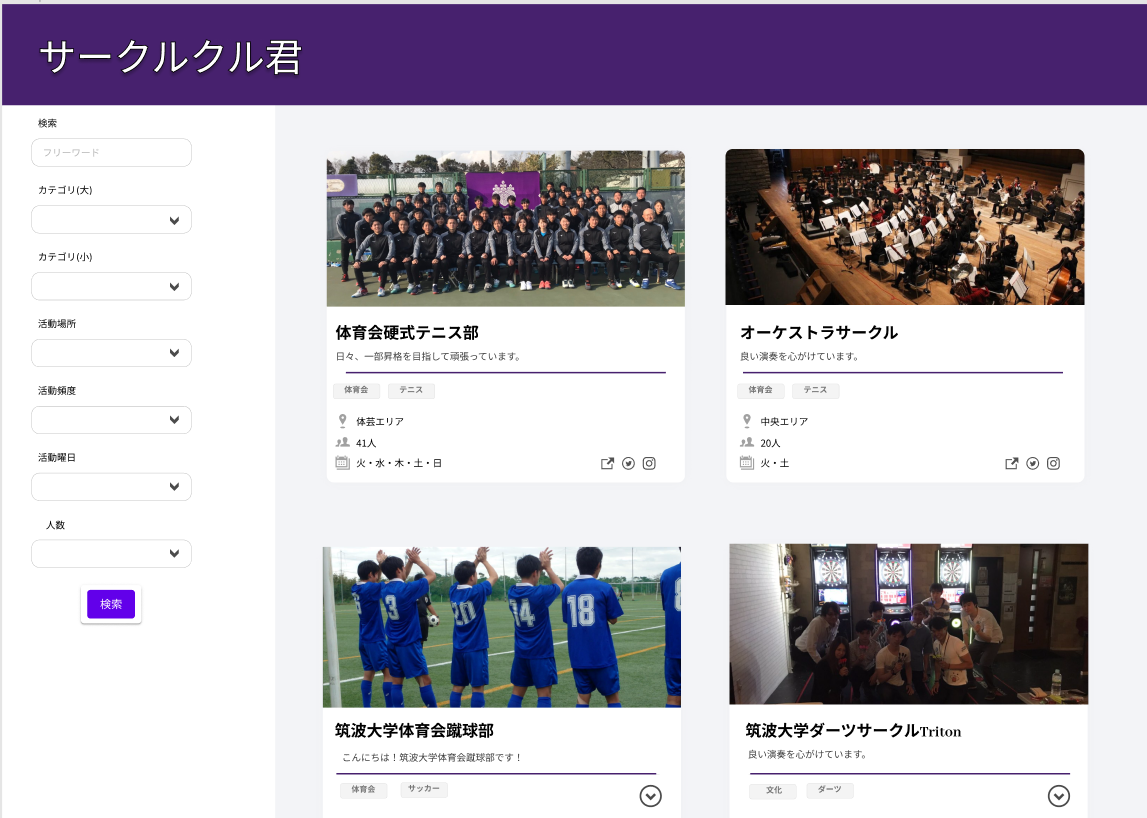 サークルクル君
検索
フリーワード
カテゴリ(大)
カテゴリ(小)
活動場所
活動頻度
活動曜日
人数
検索
体育会硬式テニス部
日々、一部昇格を目指して頑張っています。
体育会 テニス
体芸エリア
41人
火・水・木・土・日
オーケストラサークル
良い演奏を心がけています。
体育会 テニス
中央エリア
20人
火・土
13 20 14 18
筑波大学体育会蹴球部
こんにちは！筑波大学体育会蹴球部です！
体育会 サッカー
筑波大学ダーツサークルTriton
良い演奏を心がけています。
文化 ダーツ